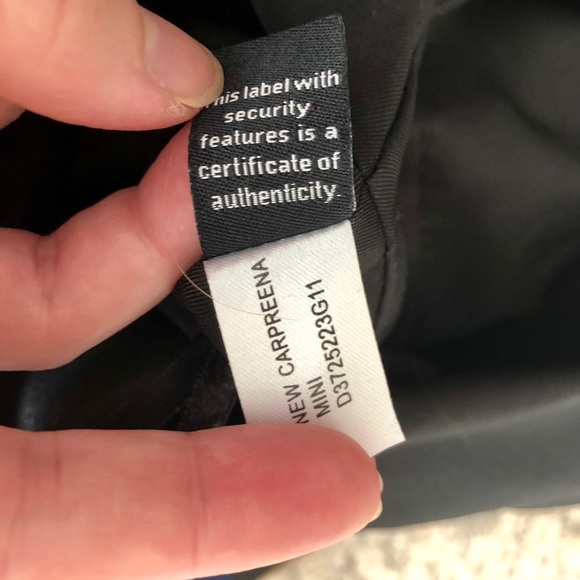 This label with
security
features is a
certificate of
authenticity.
NEW CARPREENA
MINI
D3725223G11